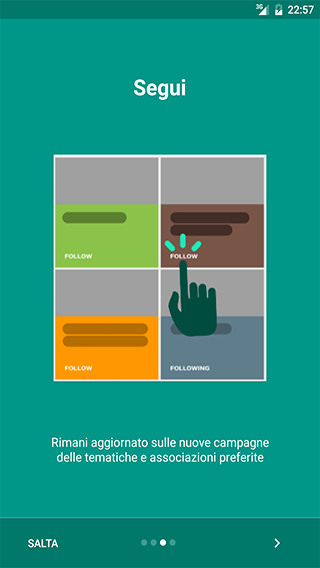 3G 22:57
Segui
FOLLOW FOLLOW
FOLLOW FOLLOWING
Rimani aggiornato sulle nuove campagne
delle tematiche e associazioni preferite
SALTA